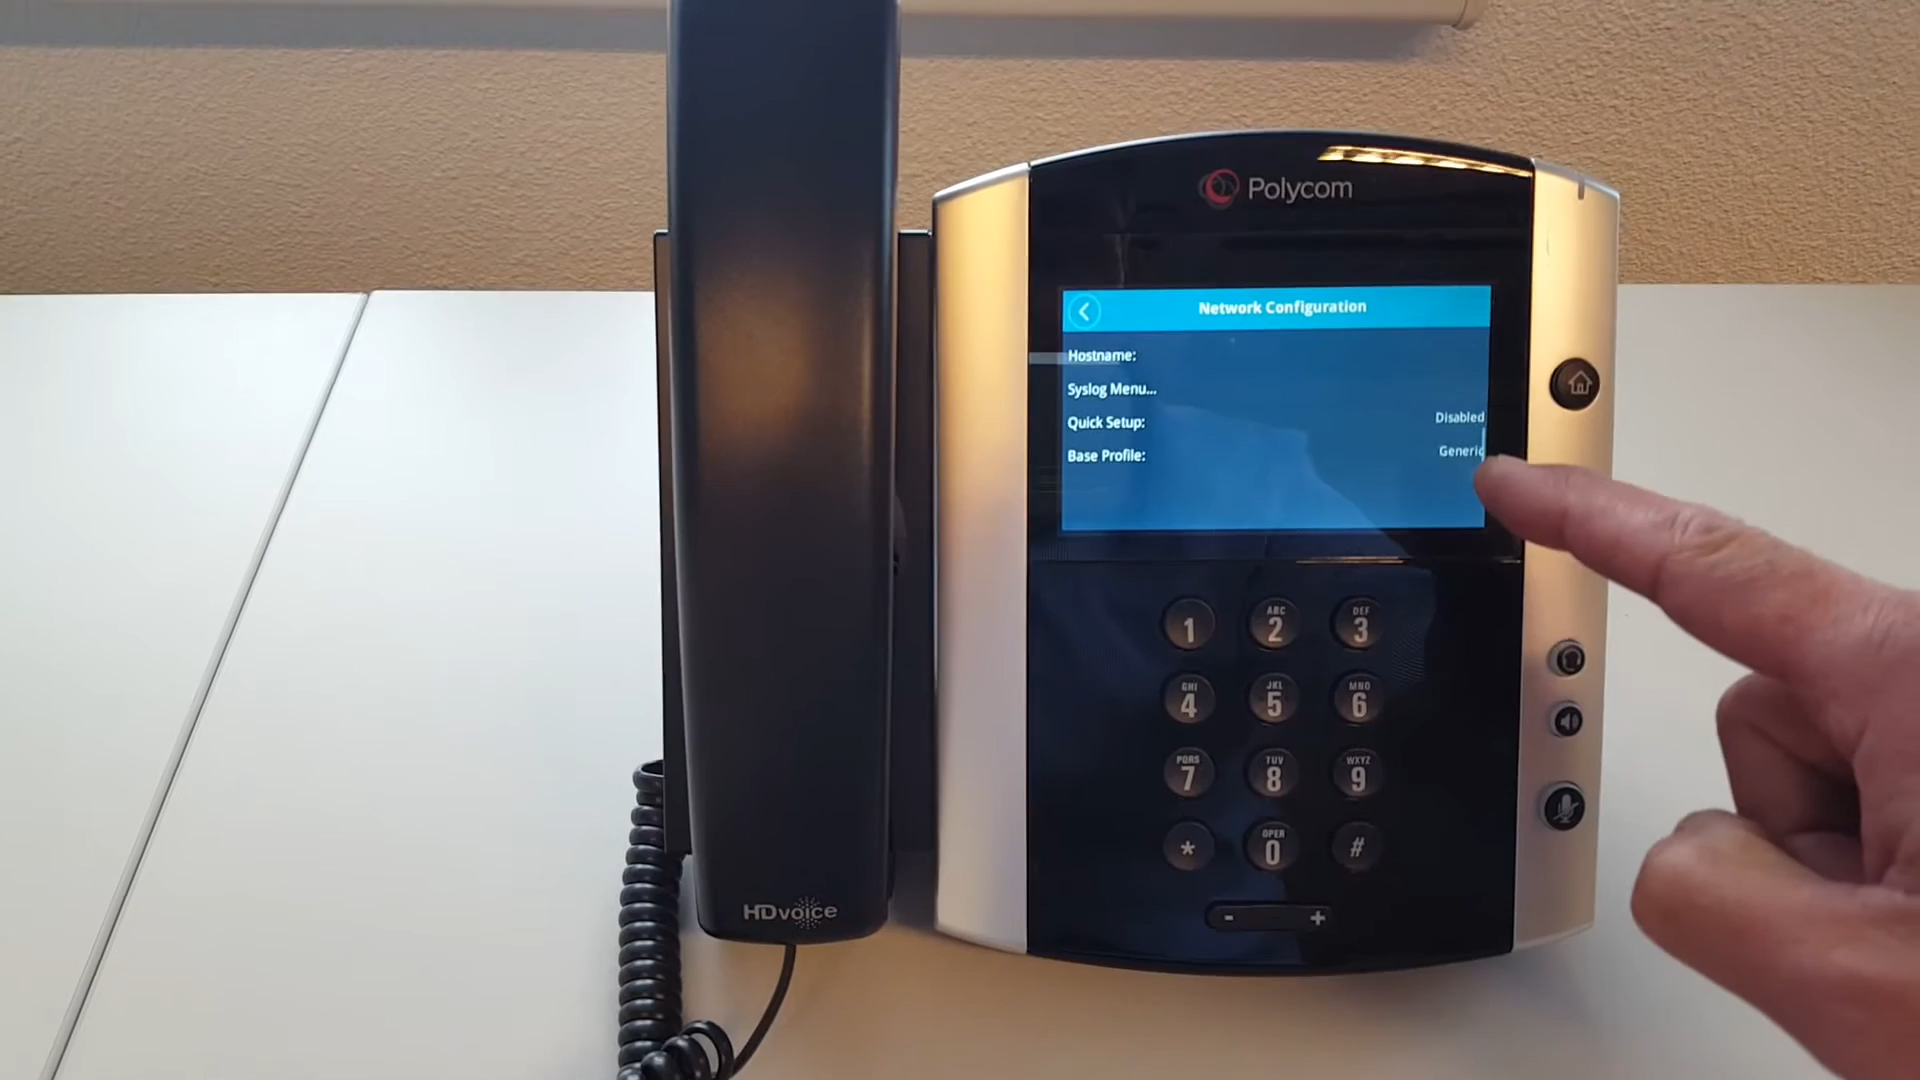 Polycom
Network Configuration
Hostname:
Syslog Menu...
Quick Setup: Disabled
Base Profile: Generic
1 ABC 2 DEF 3
GHI 4 JKL 5 MNO 6
PQRS 7 TUV 8 WXYZ 9
* OPER 0 #
- +
HDvoice